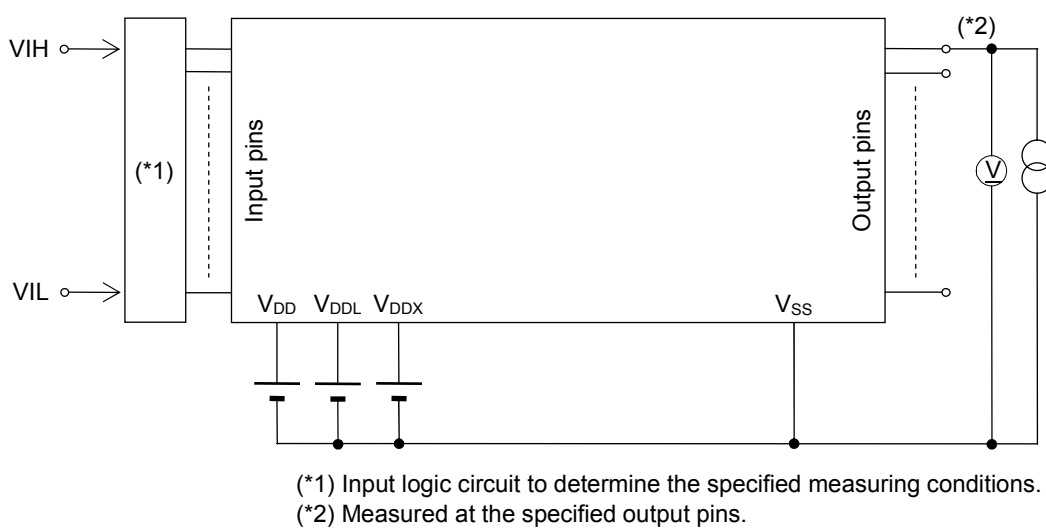 VIH
(*2)
(*1)
Input pins
Output pins
V
VIL
VDD VDDL VDDX VSS
(*1) Input logic circuit to determine the specified measuring conditions.
(*2) Measured at the specified output pins.